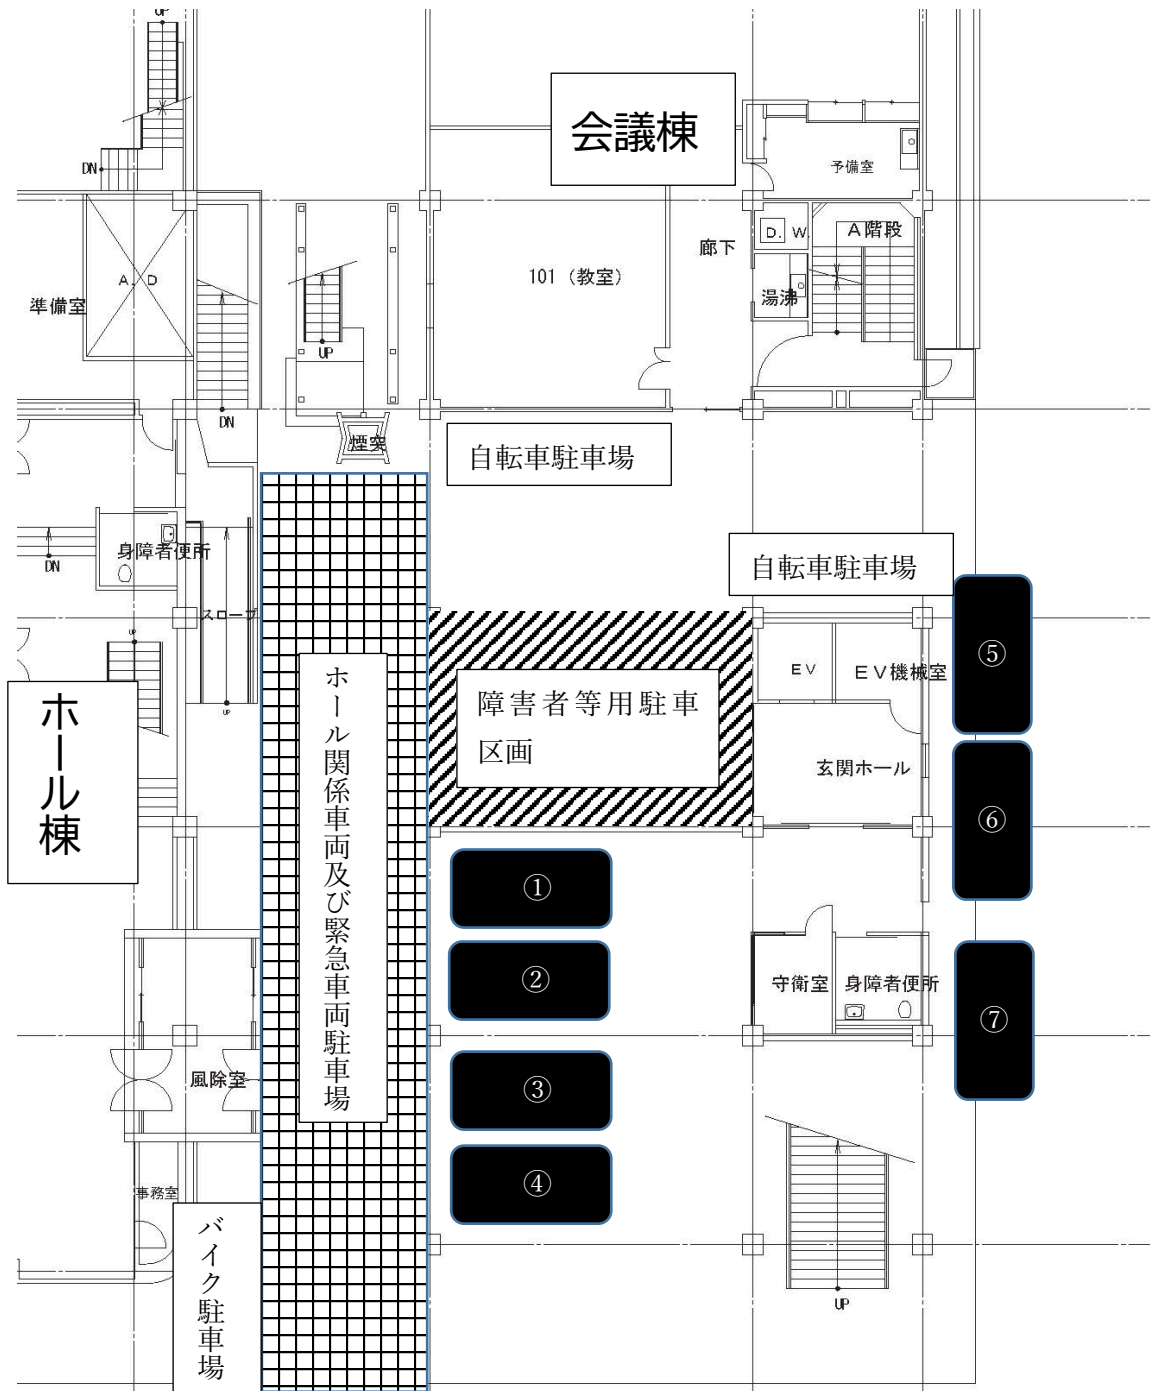 UP
会議棟
DN
予備室
D. W.
A階段
廊下
101（教室）
A. D
準備室
湯沸
UP
DN
煙突
自転車駐車場
自転車駐車場
身障者便所
DN
スロープ
UP
UP
ホール棟
ホール関係車両及び緊急車両駐車場
障害者等用駐車
区画
EV
EV機械室
玄関ホール
⑤
⑥
①
②
守衛室
身障者便所
⑦
風除室
③
④
事務室
バイク駐車場
UP